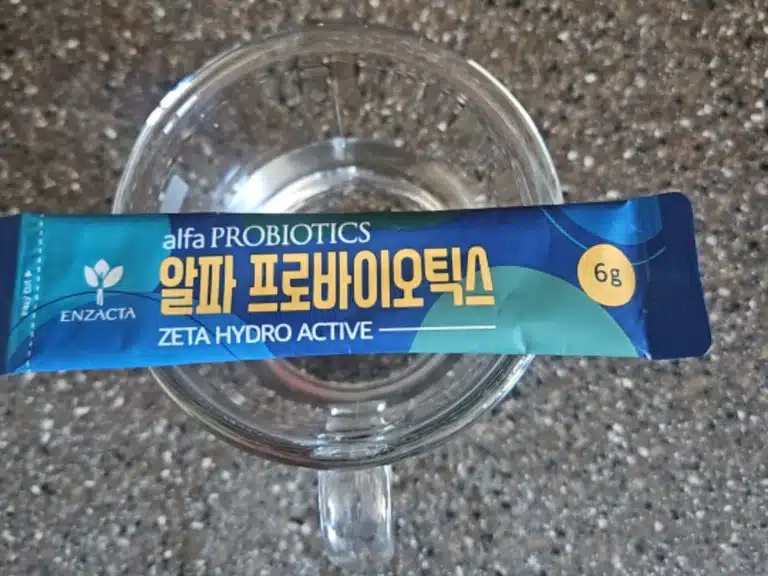 alfa PROBIOTICS
알파 프로바이오틱스
ZETA HYDRO ACTIVE
ENZACTA
6g